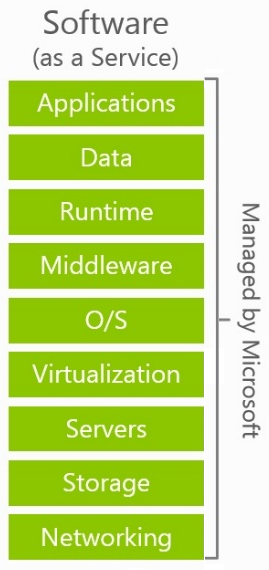 Software
(as a Service)
Applications
Data
Runtime
Middleware
O/S
Virtualization
Servers
Storage
Networking
Managed by Microsoft